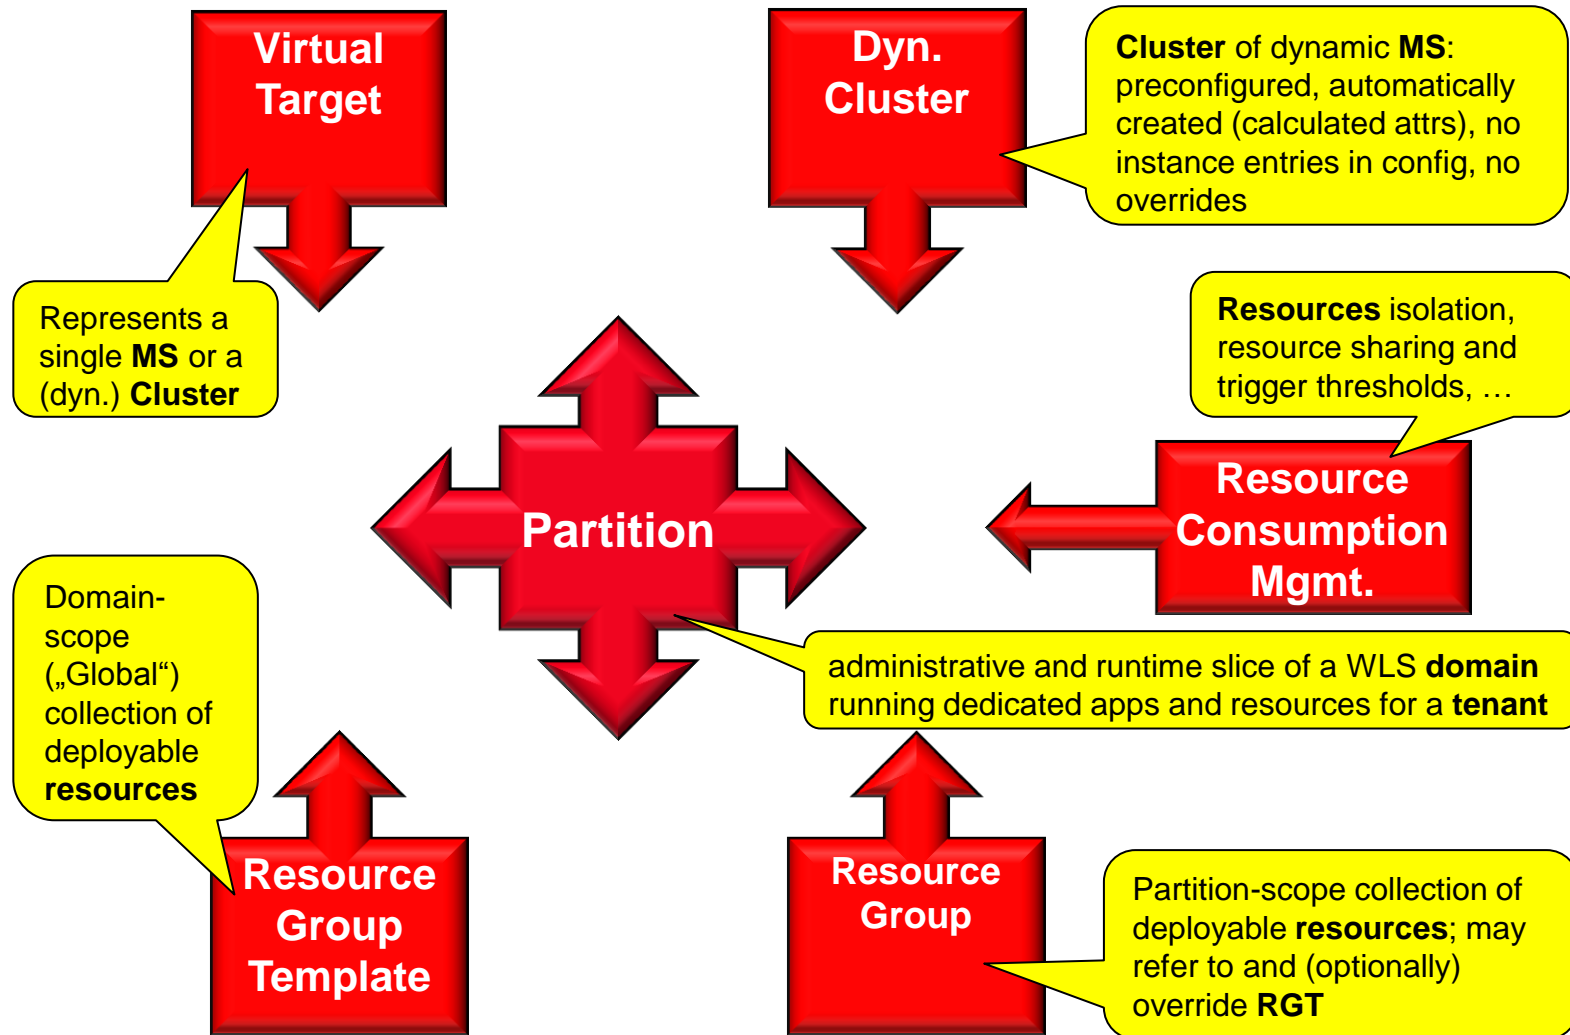 Virtual
Target
Dyn.
Cluster
Cluster of dynamic MS:
preconfigured, automatically
created (calculated attrs), no
instance entries in config, no
overrides
Represents a
single MS or a
(dyn.) Cluster
Resources isolation,
resource sharing and
trigger thresholds, …
Partition
Resource
Consumption
Mgmt.
Domain-
scope
(„Global“)
collection of
deployable
resources
administrative and runtime slice of a WLS domain
running dedicated apps and resources for a tenant
Resource
Group
Template
Resource
Group
Partition-scope collection of
deployable resources; may
refer to and (optionally)
override RGT